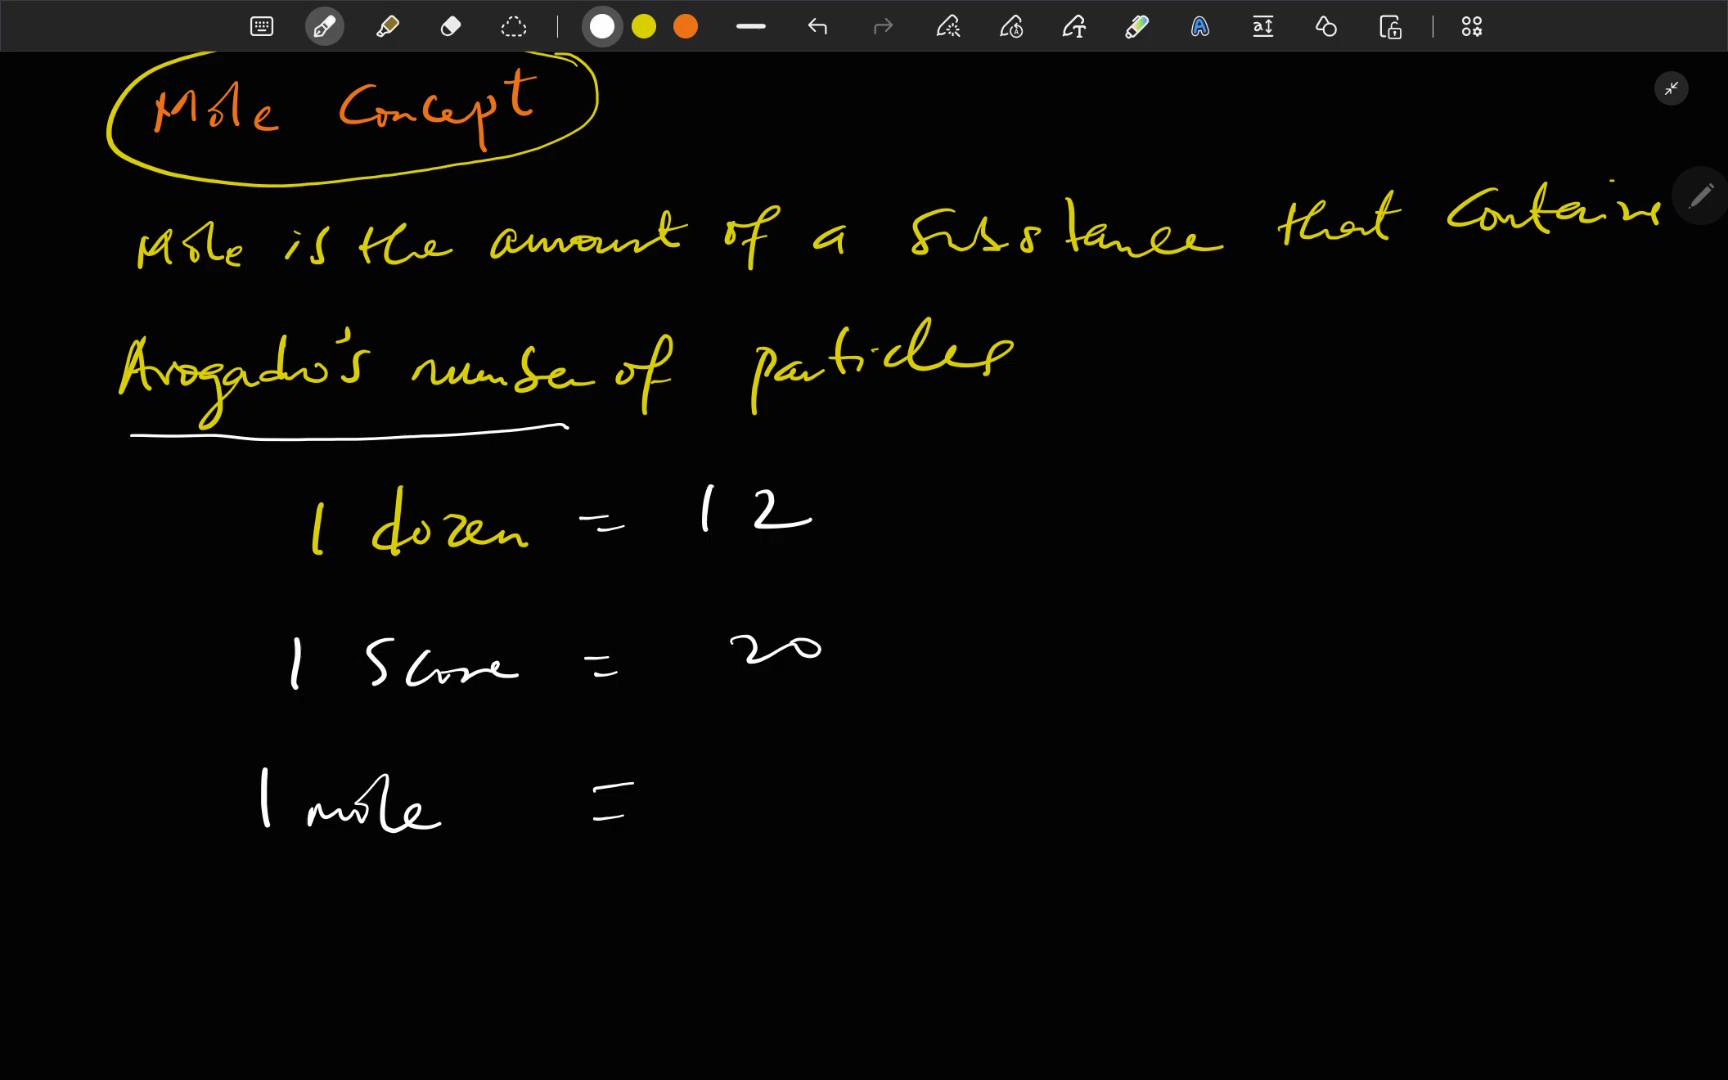 Mole Concept
Mole is the amount of a substance that contains
Avogadro's number of particles
1 dozen = 12
1 Score = 20
1 mole =